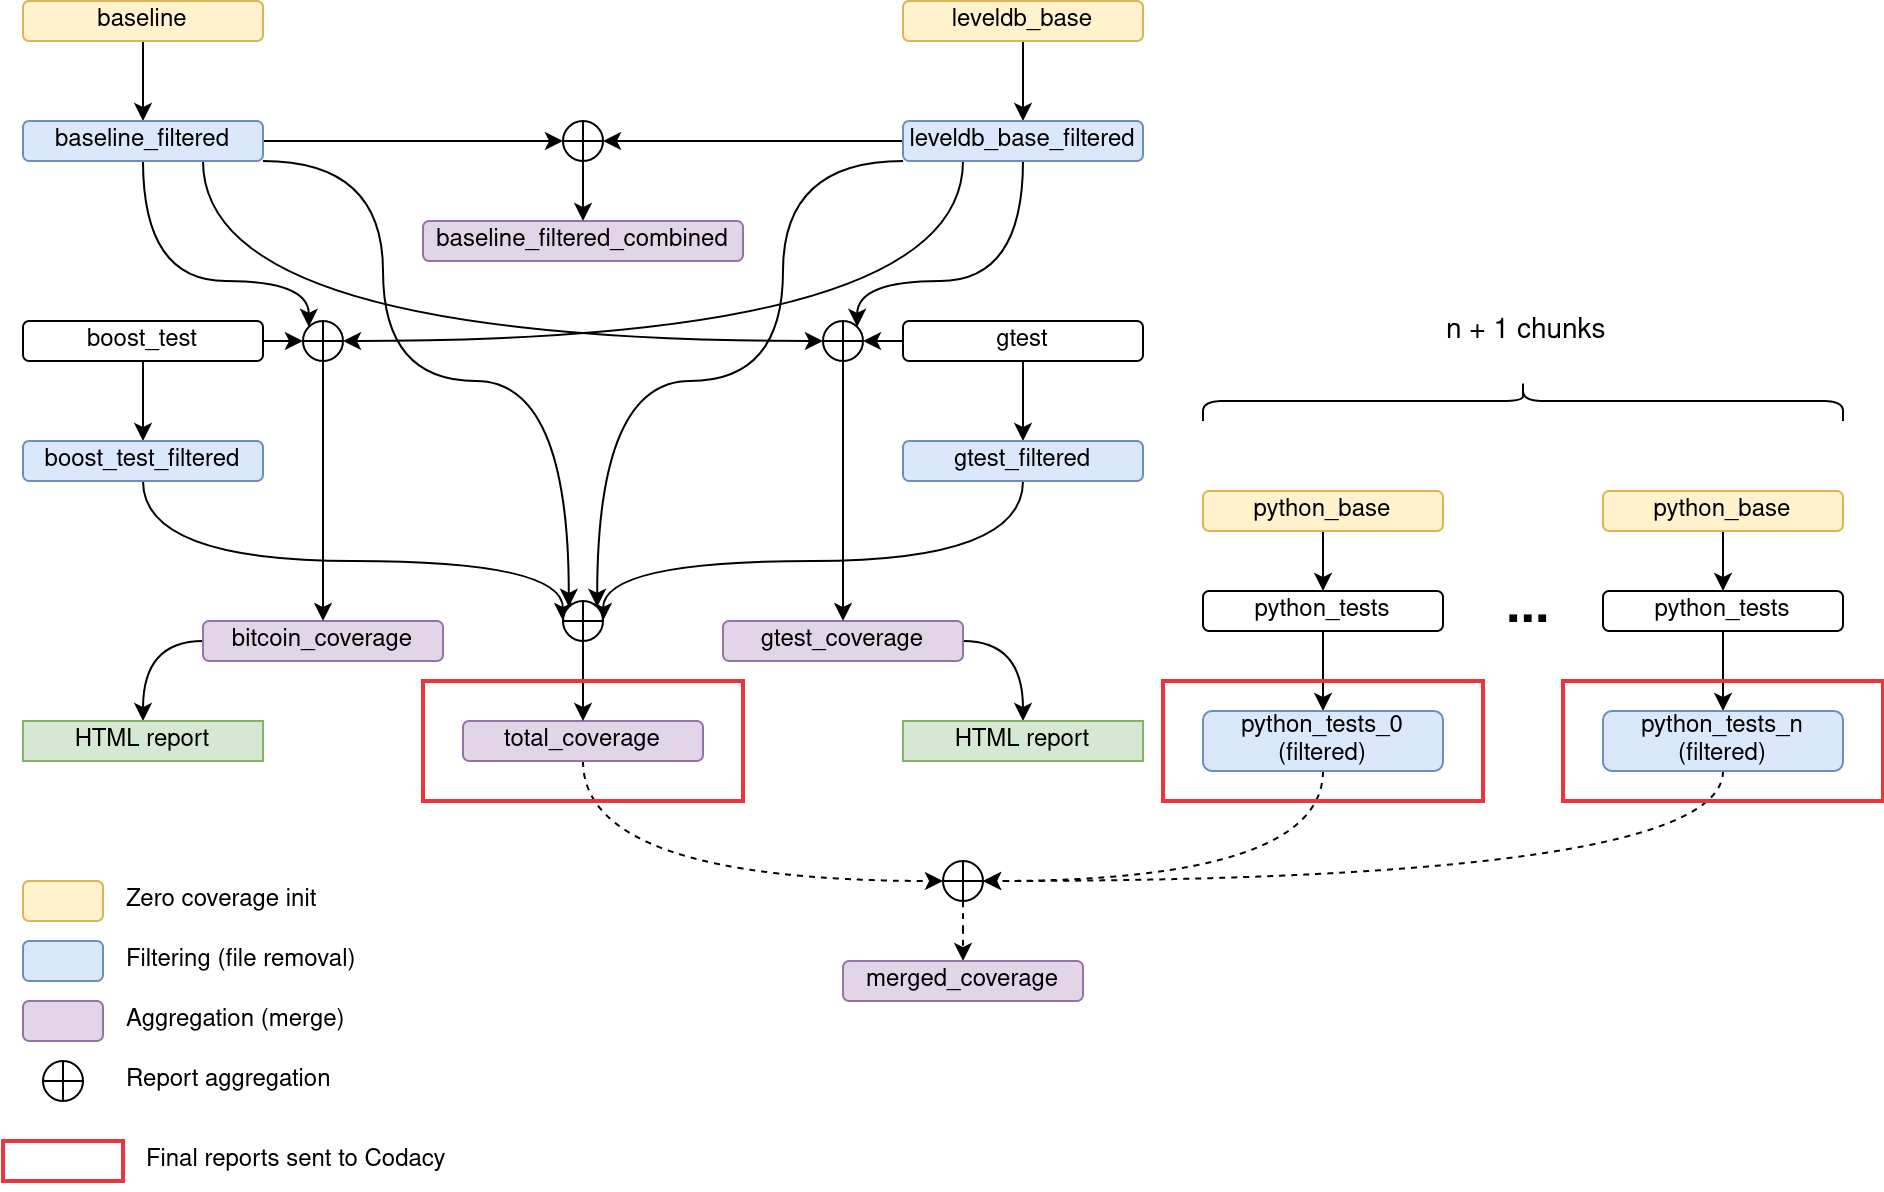 baseline
leveldb_base
baseline_filtered
leveldb_base_filtered
baseline_filtered_combined
boost_test
gtest
n + 1 chunks
boost_test_filtered
gtest_filtered
python_base
python_base
python_tests
...
python_tests
bitcoin_coverage
gtest_coverage
HTML report
total_coverage
HTML report
python_tests_0
(filtered)
python_tests_n
(filtered)
merged_coverage
Zero coverage init
Filtering (file removal)
Aggregation (merge)
Report aggregation
Final reports sent to Codacy